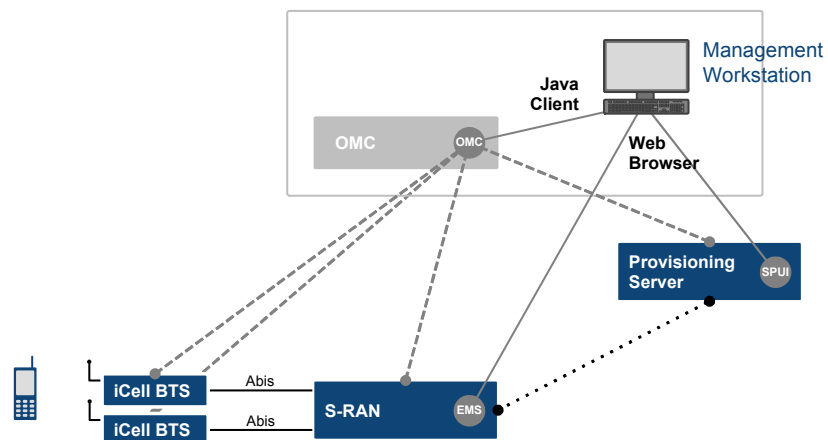 Management
Workstation
Java
Client
OMC
OMC
Web
Browser
Provisioning
Server
SPUI
iCell BTS
Abis
S-RAN
EMS
iCell BTS
Abis